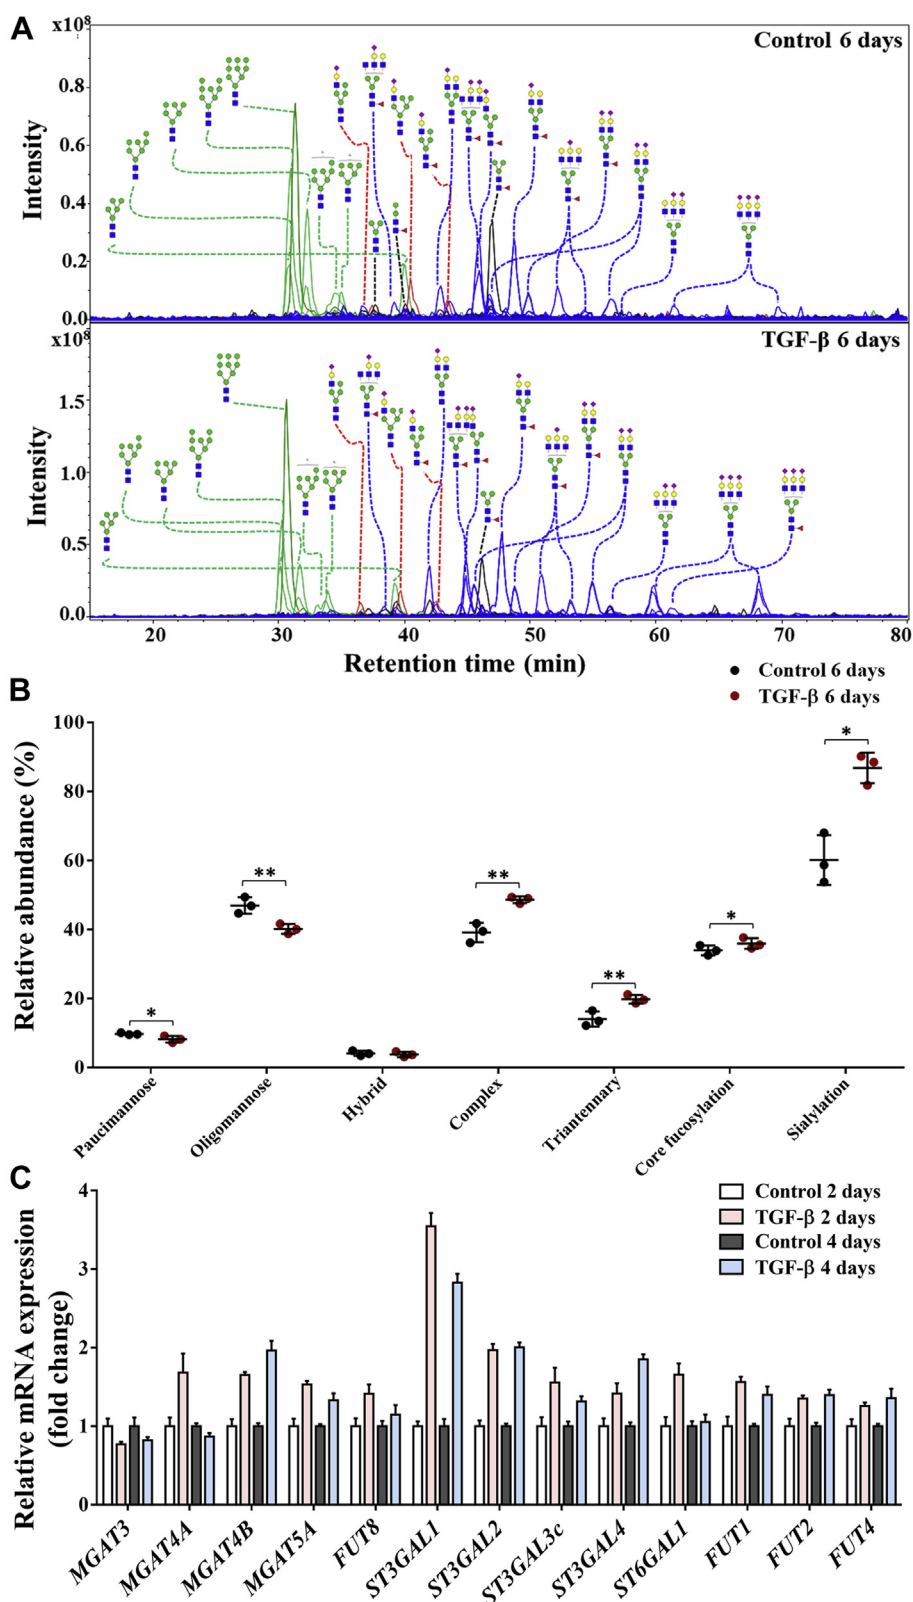 A
x10⁸
Control 6 days
0.8
0.6
0.4
0.2
0.0
Intensity
x10⁸
TGF-β 6 days
1.5
1.0
0.5
0.0
Intensity
20 30 40 50 60 70 80
Retention time (min)
B
Control 6 days
TGF-β 6 days
Relative abundance (%)
100
80
60
40
20
0
* ** ** ** * *
Paucimannose
Oligomannose
Hybrid
Complex
Triantennary
Core fucosylation
Sialylation
C
Control 2 days
TGF-β 2 days
Control 4 days
TGF-β 4 days
Relative mRNA expression
(fold change)
4
3
2
1
0
MGAT3
MGAT4A
MGAT4B
MGAT5A
FUT8
ST3GAL1
ST3GAL2
ST3GAL3c
ST3GAL4
ST6GAL1
FUT1
FUT2
FUT4